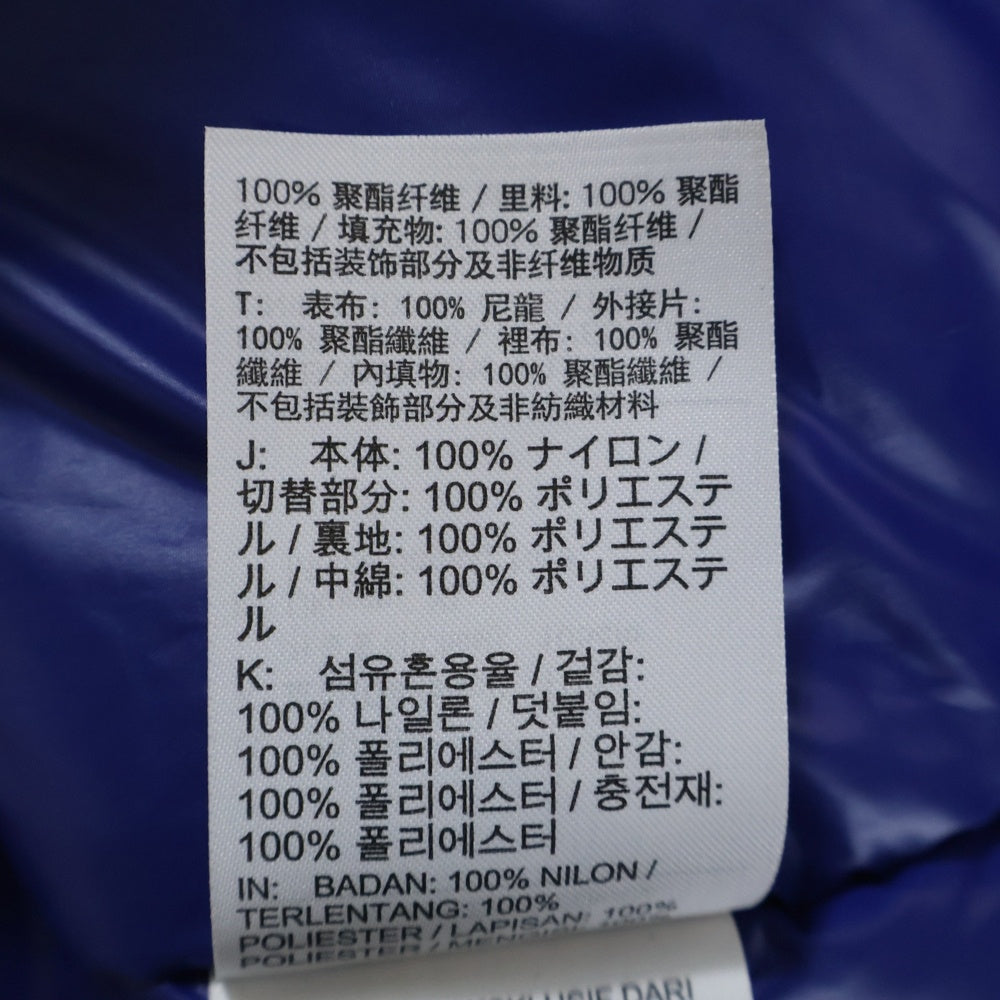 100% 聚酯纤维 / 里料: 100% 聚酯
纤维 / 填充物: 100% 聚酯纤维 /
不包括装饰部分及非纤维物质
T: 表布: 100% 尼龍 / 外接片:
100% 聚酯纖維 / 裡布: 100% 聚酯
纖維 / 內填物: 100% 聚酯纖維 /
不包括裝飾部分及非紡織材料
J: 本体: 100% ナイロン /
切替部分: 100% ポリエステ
ル / 裏地: 100% ポリエステ
ル / 中綿: 100% ポリエステ
ル
K: 섬유혼용율 / 겉감:
100% 나일론 / 덧붙임:
100% 폴리에스터 / 안감:
100% 폴리에스터 / 충전재:
100% 폴리에스터
IN: BADAN: 100% NILON /
TERLENTANG: 100%
POLIESTER / LAPISAN: 100%
POLIESTER /
DARI